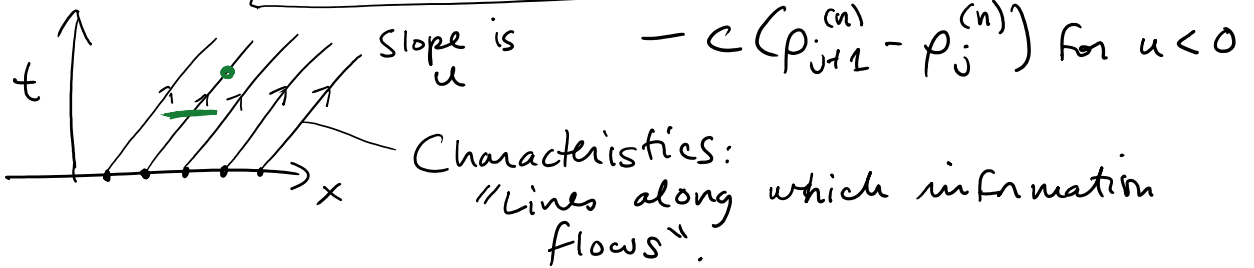 Slope is
u
− c (ρ_{j+1}^{(n)} − ρ_j^{(n)}) for u < 0
t
x
Characteristics:
"Lines along which information
flows".